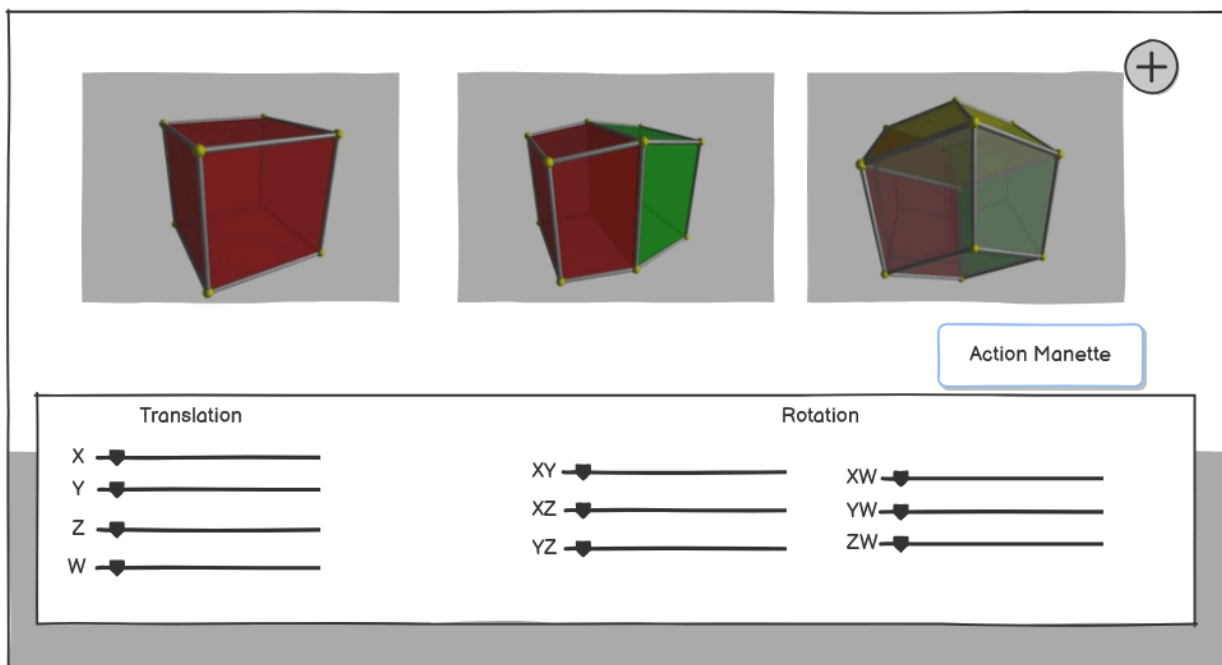 Action Manette
Translation
X
Y
Z
W
Rotation
XY
XZ
YZ
XW
YW
ZW